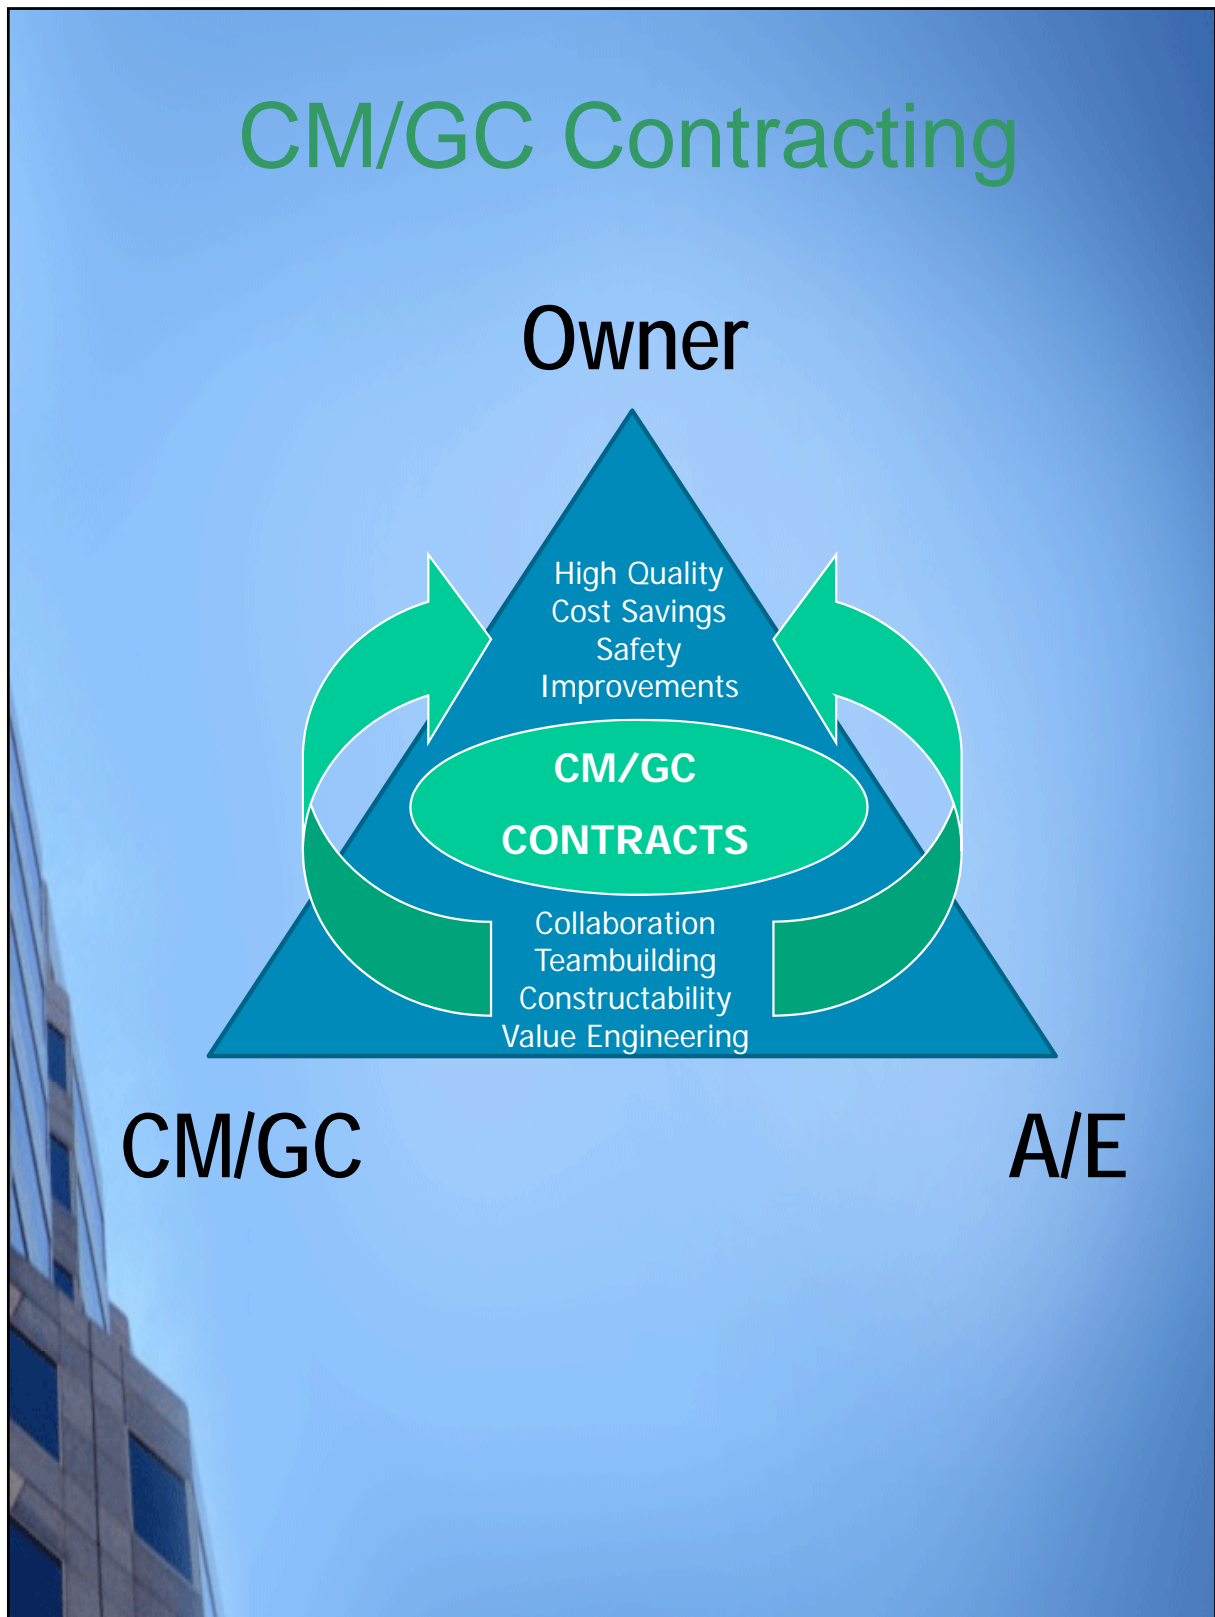 CM/GC Contracting
Owner
High Quality
Cost Savings
Safety
Improvements
CM/GC
CONTRACTS
Collaboration
Teambuilding
Constructability
Value Engineering
CM/GC
A/E